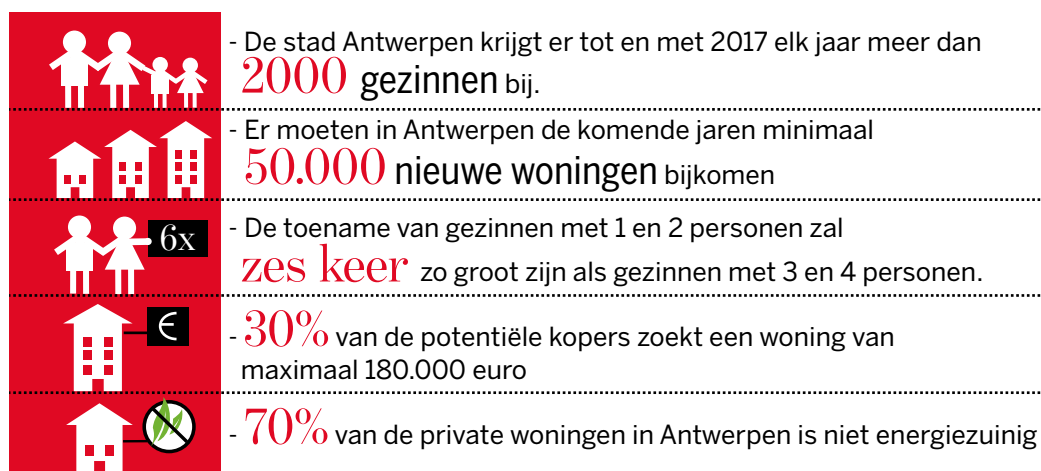 - De stad Antwerpen krijgt er tot en met 2017 elk jaar meer dan
2000 gezinnen bij.
- Er moeten in Antwerpen de komende jaren minimaal
50.000 nieuwe woningen bijkomen
6x
- De toename van gezinnen met 1 en 2 personen zal
zes keer zo groot zijn als gezinnen met 3 en 4 personen.
€
- 30% van de potentiële kopers zoekt een woning van
maximaal 180.000 euro
- 70% van de private woningen in Antwerpen is niet energiezuinig